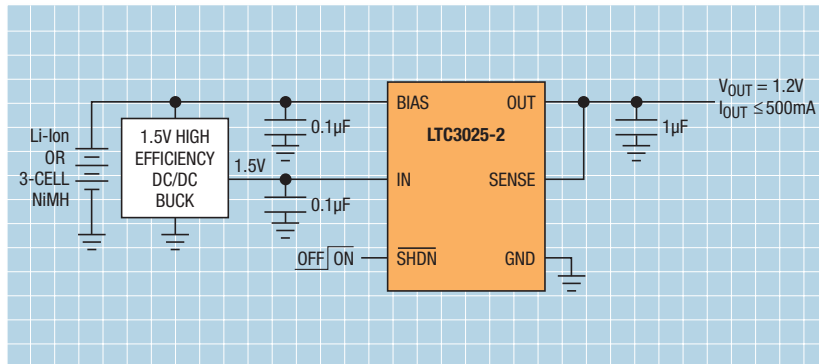 Li-Ion
OR
3-CELL
NiMH
1.5V HIGH
EFFICIENCY
DC/DC
BUCK
1.5V
0.1µF
0.1µF
OFF ON
BIAS
OUT
LTC3025-2
IN
SENSE
SHDN
GND
1µF
VOUT = 1.2V
IOUT ≤ 500mA